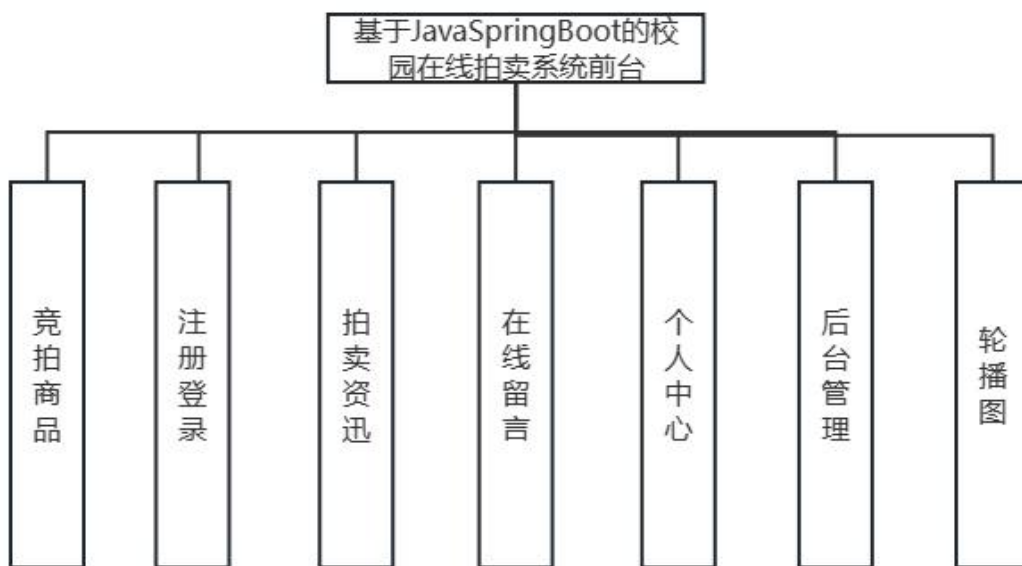 基于JavaSpringBoot的校
园在线拍卖系统前台
竞拍商品
注册登录
拍卖资迅
在线留言
个人中心
后台管理
轮播图